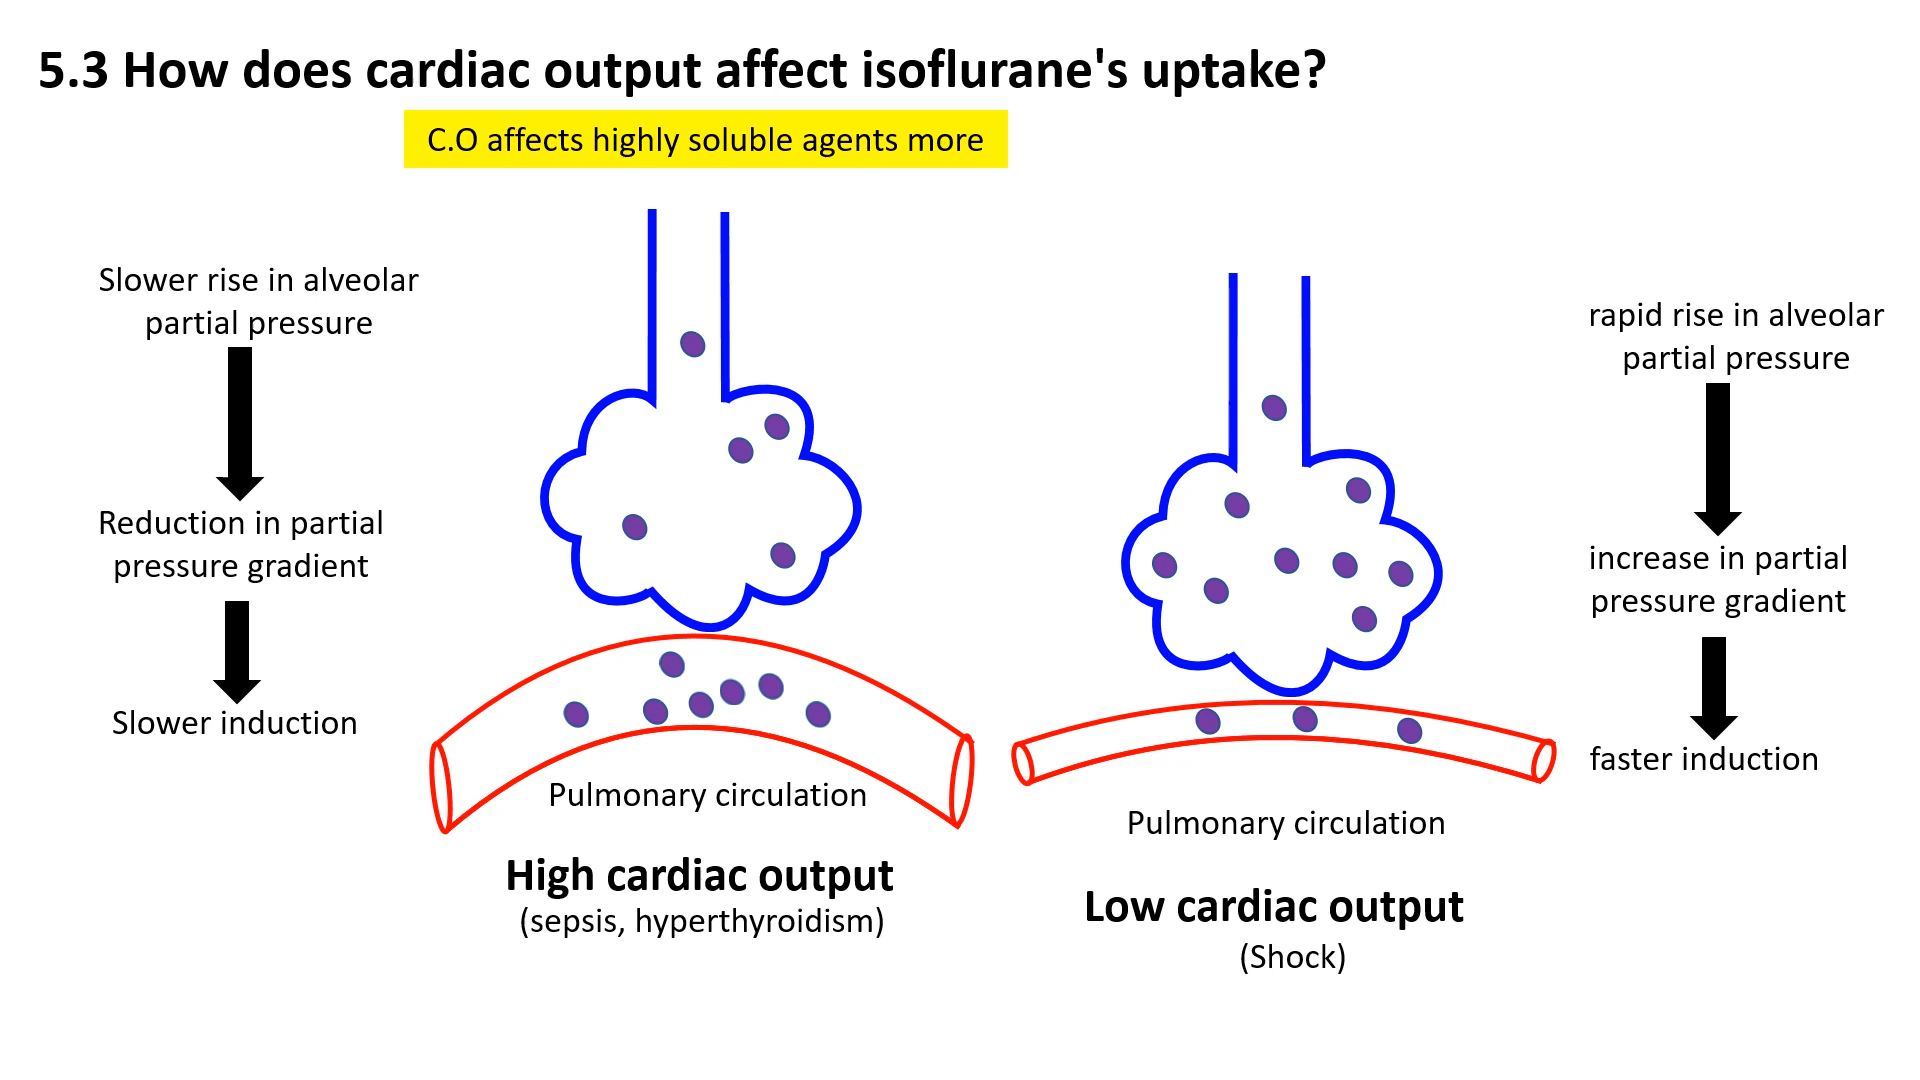 5.3 How does cardiac output affect isoflurane's uptake?
C.O affects highly soluble agents more
Slower rise in alveolar
partial pressure
Reduction in partial
pressure gradient
Slower induction
Pulmonary circulation
High cardiac output
(sepsis, hyperthyroidism)
rapid rise in alveolar
partial pressure
increase in partial
pressure gradient
faster induction
Pulmonary circulation
Low cardiac output
(Shock)